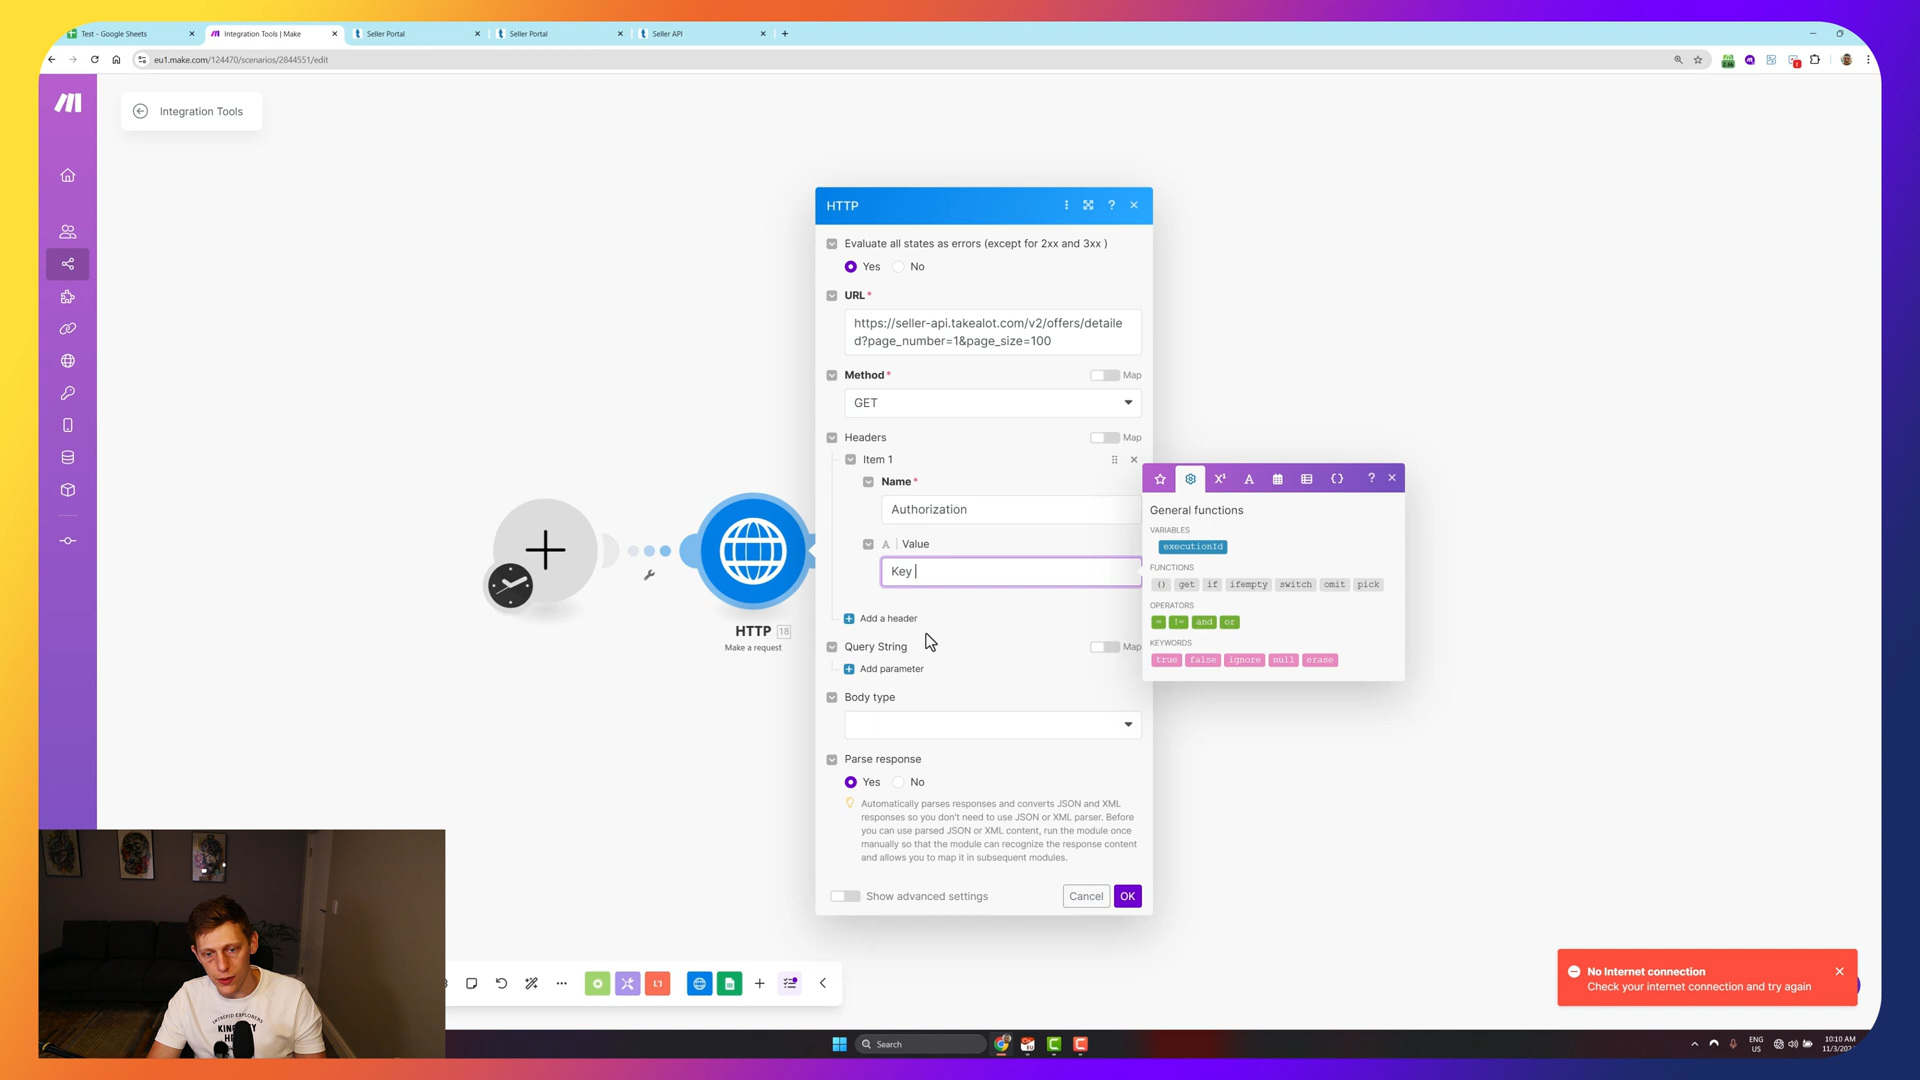 Test - Google Sheets
Integration Tools | Make
Seller Portal
Seller Portal
Seller API
eu1.make.com/124470/scenarios/2844551/edit
Integration Tools
HTTP
Evaluate all states as errors (except for 2xx and 3xx )
Yes
No
URL*
https://seller-api.takealot.com/v2/offers/detaile
d?page_number=1&page_size=100
Method*
Map
GET
Headers
Map
Item 1
Name*
Authorization
A | Value
Key
Add a header
Query String
Map
Add parameter
Body type
Parse response
Yes
No
Automatically parses responses and converts JSON and XML
responses so you don't need to use JSON or XML parser. Before
you can use parsed JSON or XML content, run the module once
manually so that the module can recognize the response content
and allows you to map it in subsequent modules.
Show advanced settings
Cancel
OK
HTTP 18
Make a request
General functions
VARIABLES
executionId
FUNCTIONS
() get if ifempty switch omit pick
OPERATORS
= != and or
KEYWORDS
true false ignore null erase
No Internet connection
Check your internet connection and try again
Search
ENG
US
10:10 AM